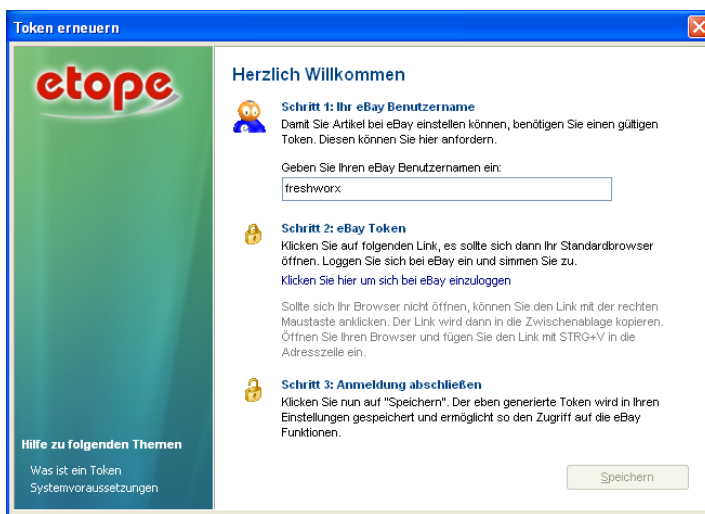 Token erneuern
etope
Herzlich Willkommen
Schritt 1: Ihr eBay Benutzername
Damit Sie Artikel bei eBay einstellen können, benötigen Sie einen gültigen
Token. Diesen können Sie hier anfordern.
Geben Sie Ihren eBay Benutzernamen ein:
freshworx
Schritt 2: eBay Token
Klicken Sie auf folgenden Link, es sollte sich dann Ihr Standardbrowser
öffnen. Loggen Sie sich bei eBay ein und simmen Sie zu.
Klicken Sie hier um sich bei eBay einzuloggen
Sollte sich Ihr Browser nicht öffnen, können Sie den Link mit der rechten
Maustaste anklicken. Der Link wird dann in die Zwischenablage kopieren.
Öffnen Sie Ihren Browser und fügen Sie den Link mit STRG+V in die
Adresszeile ein.
Schritt 3: Anmeldung abschließen
Klicken Sie nun auf "Speichern". Der eben generierte Token wird in Ihren
Einstellungen gespeichert und ermöglicht so den Zugriff auf die eBay
Funktionen.
Hilfe zu folgenden Themen
Was ist ein Token
Systemvoraussetzungen
Speichern